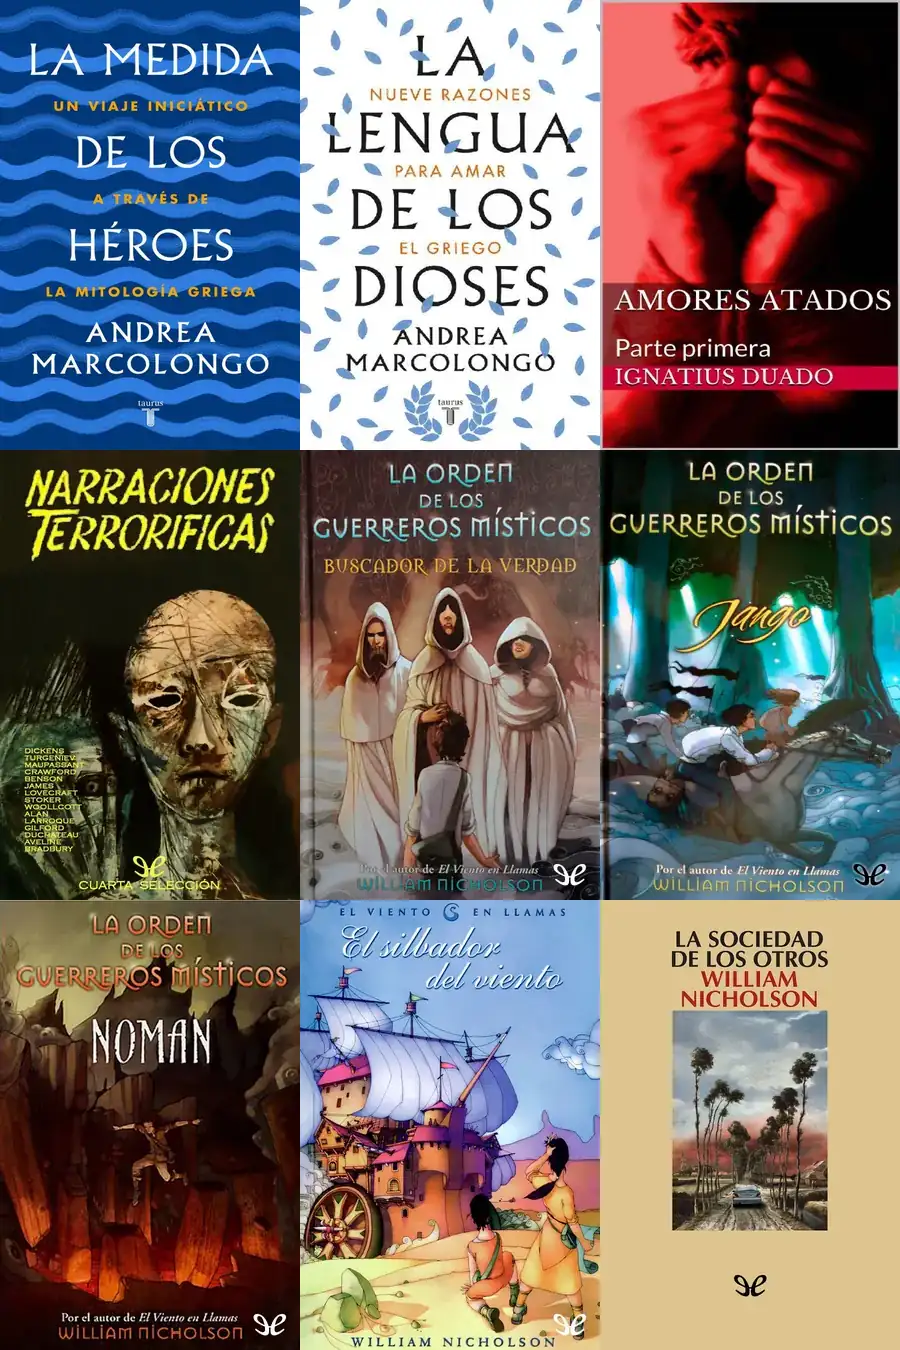 LA MEDIDA
UN VIAJE INICIÁTICO
DE LOS
A TRAVÉS DE
HÉROES
LA MITOLOGÍA GRIEGA
ANDREA
MARCOLONGO
taurus
T
LA
NUEVE RAZONES
LENGUA
PARA AMAR
DE LOS
EL GRIEGO
DIOSES
ANDREA
MARCOLONGO
taurus
T
AMORES ATADOS
Parte primera
IGNATIUS DUADO
NARRACIONES
TERRORIFICAS
DICKENS
TURGENIEV
MAUPASSANT
CRAWFORD
BENSON
JAMES
LOVECRAFT
STOKER
WOOLLCOTT
ALAN
LARROQUE
GILFORD
DUCHATEAU
AVELINE
BRADBURY
CUARTA SELECCIÓN
LA ORDEN
DE LOS
GUERREROS MÍSTICOS
BUSCADOR DE LA VERDAD
Por el autor de El Viento en Llamas
WILLIAM NICHOLSON
LA ORDEN
DE LOS
GUERREROS MÍSTICOS
Jango
Por el autor de El Viento en Llamas
WILLIAM NICHOLSON
LA ORDEN
DE LOS
GUERREROS MÍSTICOS
NOMAN
Por el autor de El Viento en Llamas
WILLIAM NICHOLSON
EL VIENTO EN LLAMAS
El silbador
del viento
WILLIAM NICHOLSON
LA SOCIEDAD
DE LOS OTROS
WILLIAM
NICHOLSON